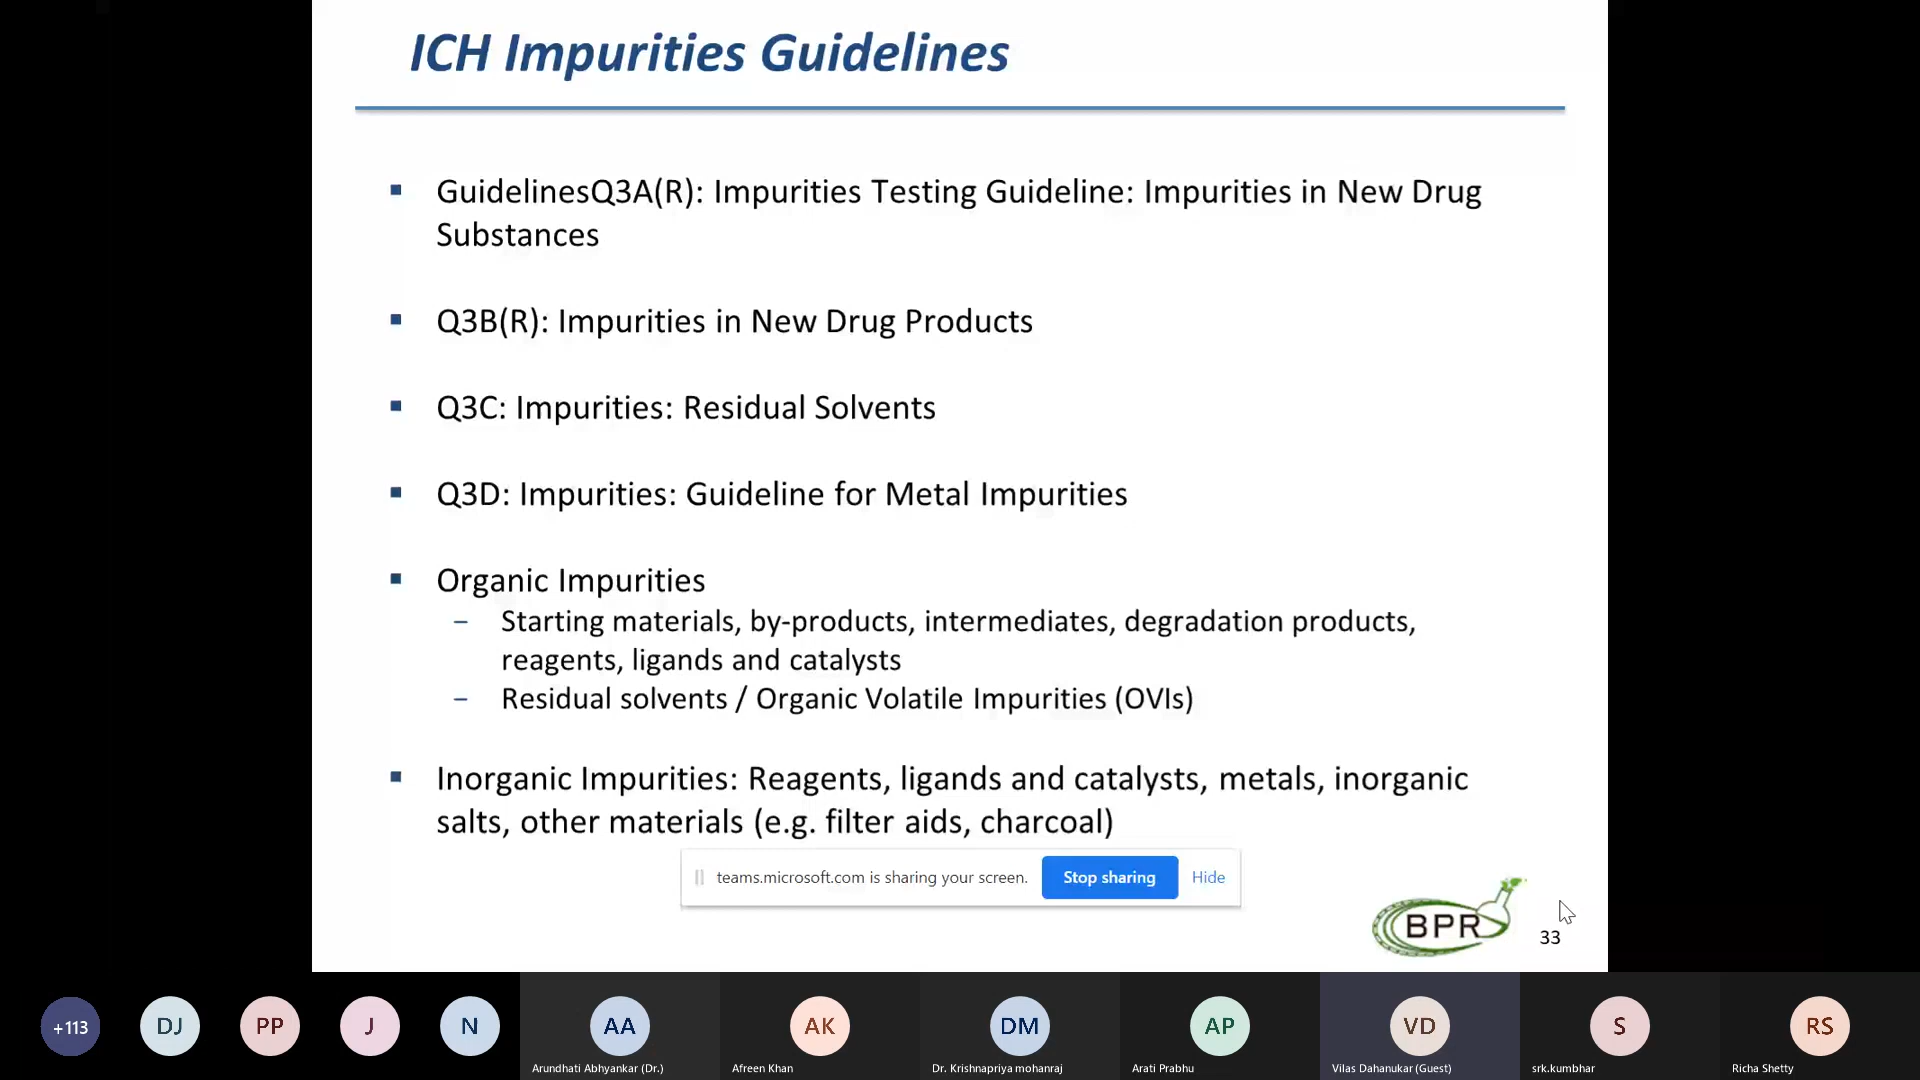 ICH Impurities Guidelines
GuidelinesQ3A(R): Impurities Testing Guideline: Impurities in New Drug
Substances
Q3B(R): Impurities in New Drug Products
Q3C: Impurities: Residual Solvents
Q3D: Impurities: Guideline for Metal Impurities
Organic Impurities
– Starting materials, by-products, intermediates, degradation products,
reagents, ligands and catalysts
– Residual solvents / Organic Volatile Impurities (OVIs)
Inorganic Impurities: Reagents, ligands and catalysts, metals, inorganic
salts, other materials (e.g. filter aids, charcoal)
teams.microsoft.com is sharing your screen. Stop sharing Hide
BPR
33
+113 DJ PP J N AA AK DM AP VD S RS
Arundhati Abhyankar (Dr.) Afreen Khan Dr. Krishnapriya mohanraj Arati Prabhu Vilas Dahanukar (Guest) srk.kumbhar Richa Shetty